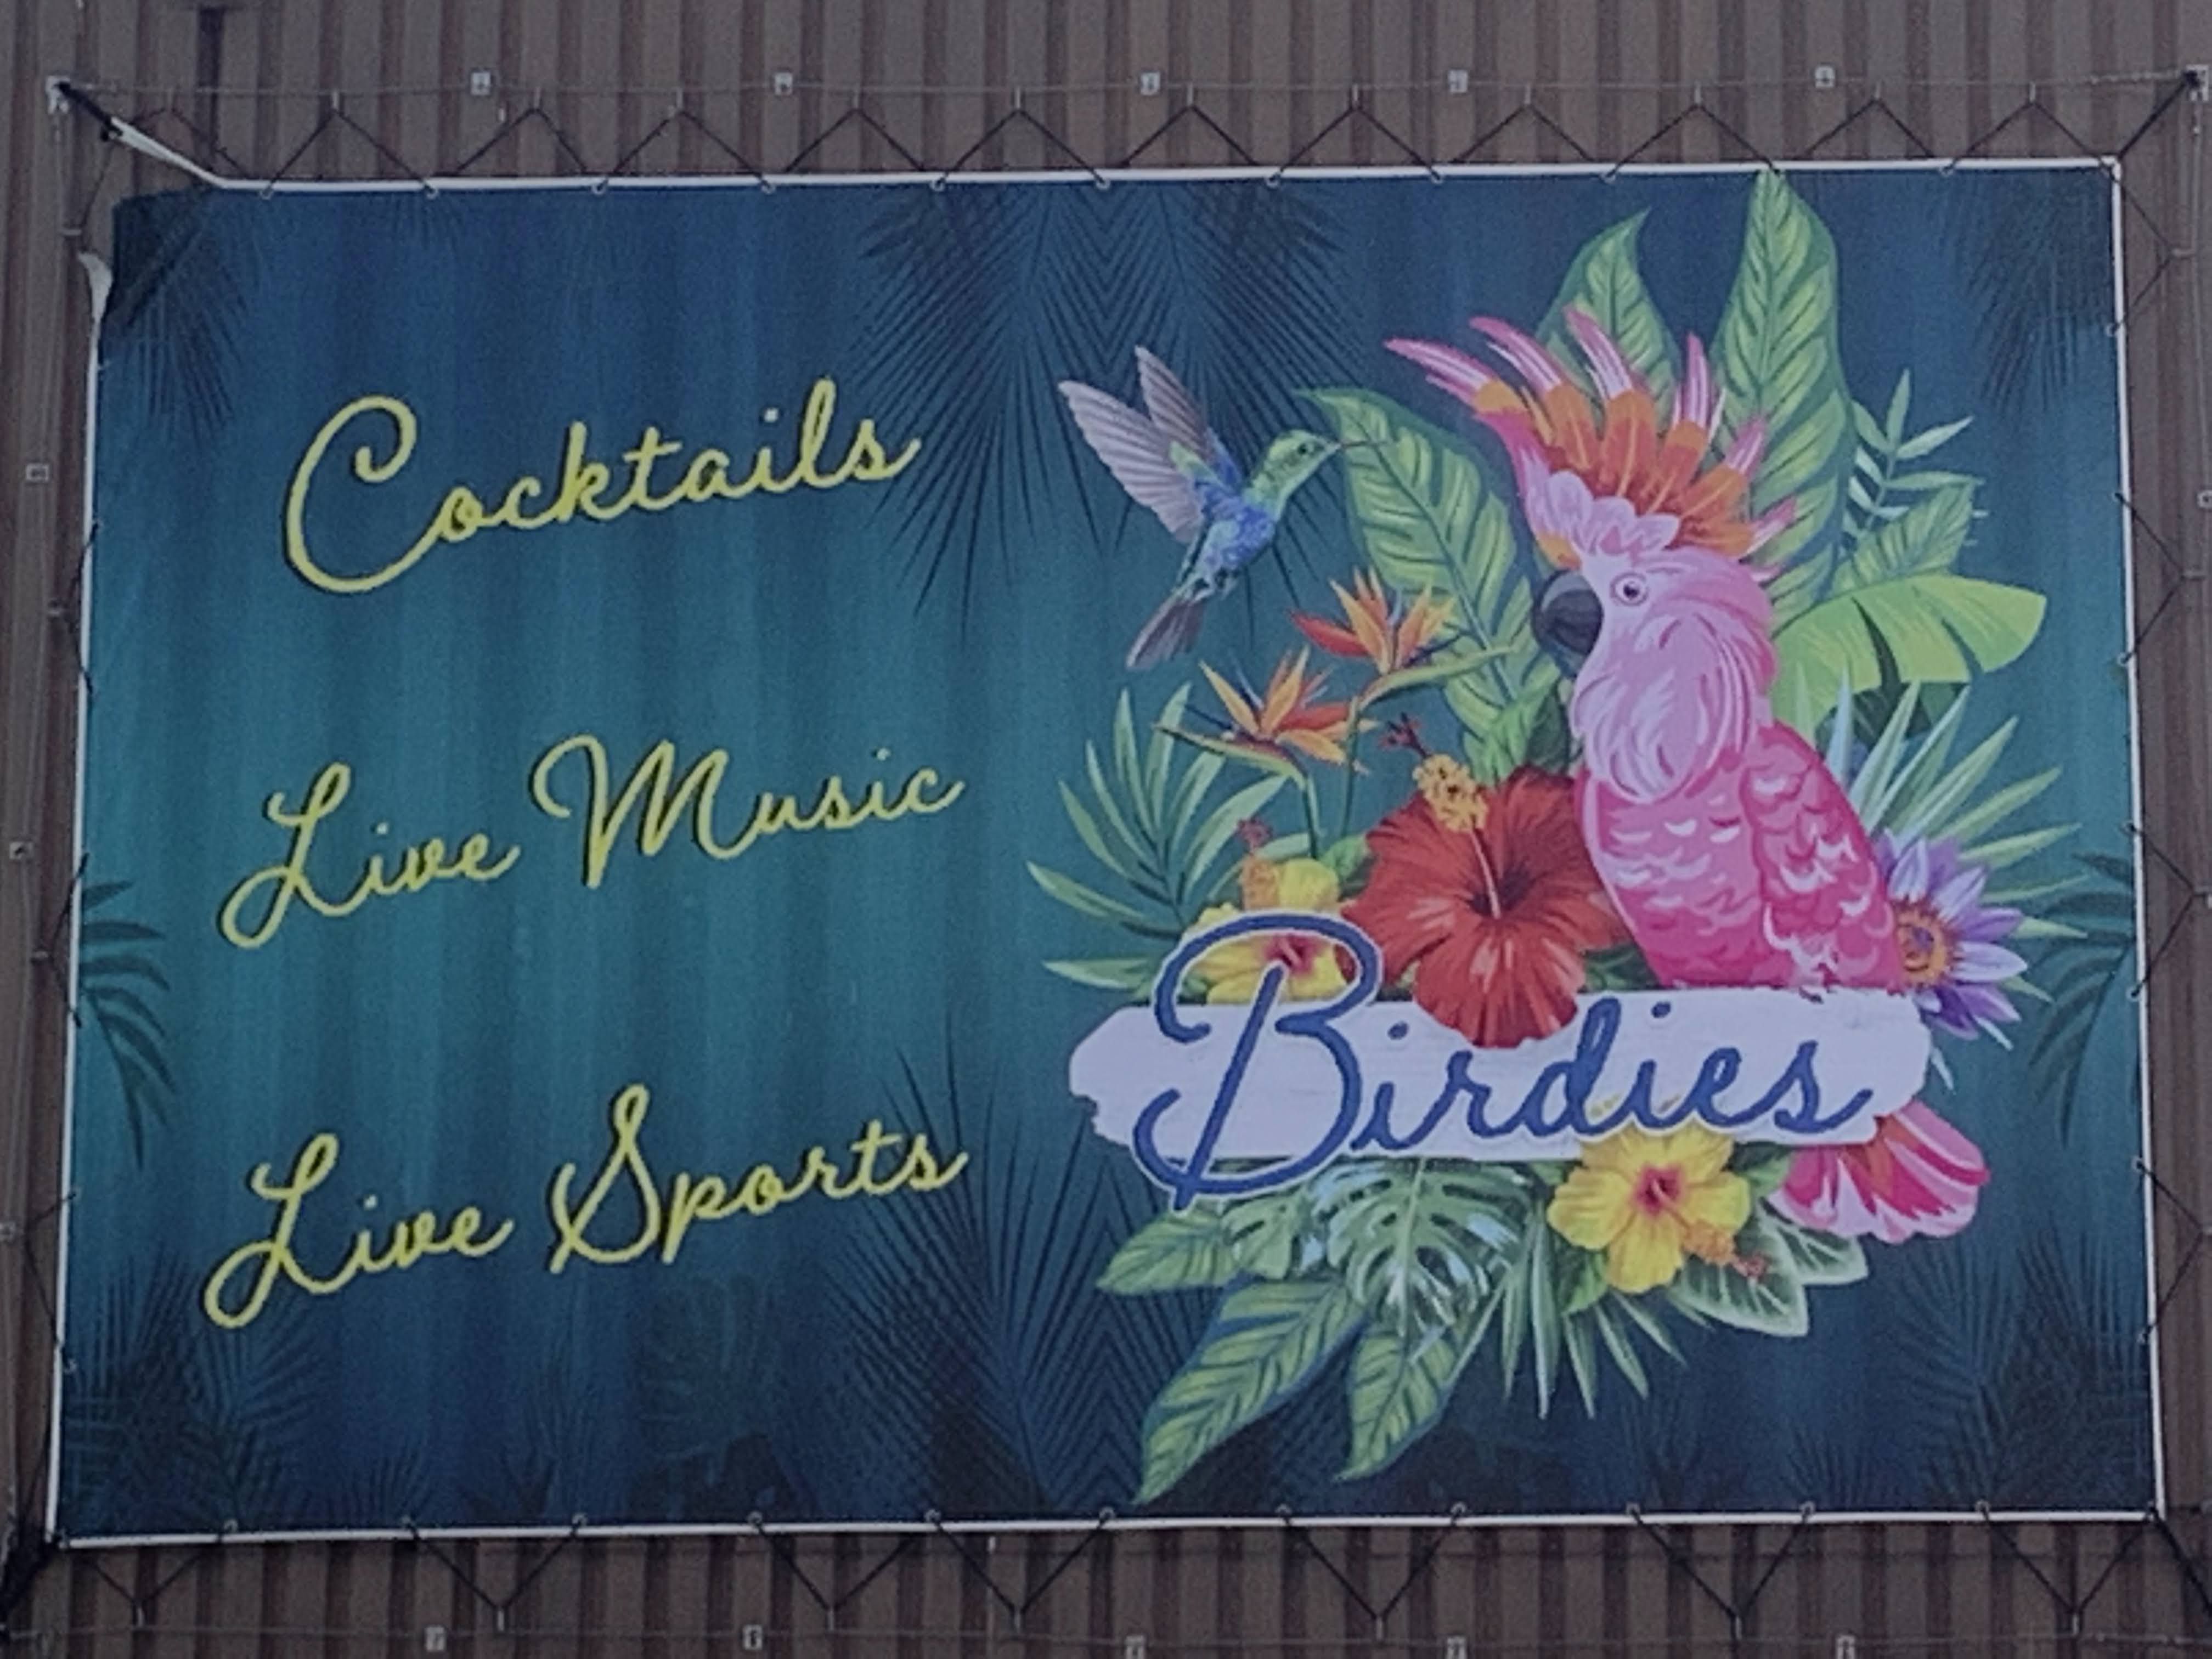 Cocktails
Live Music
Live Sports
Birdies